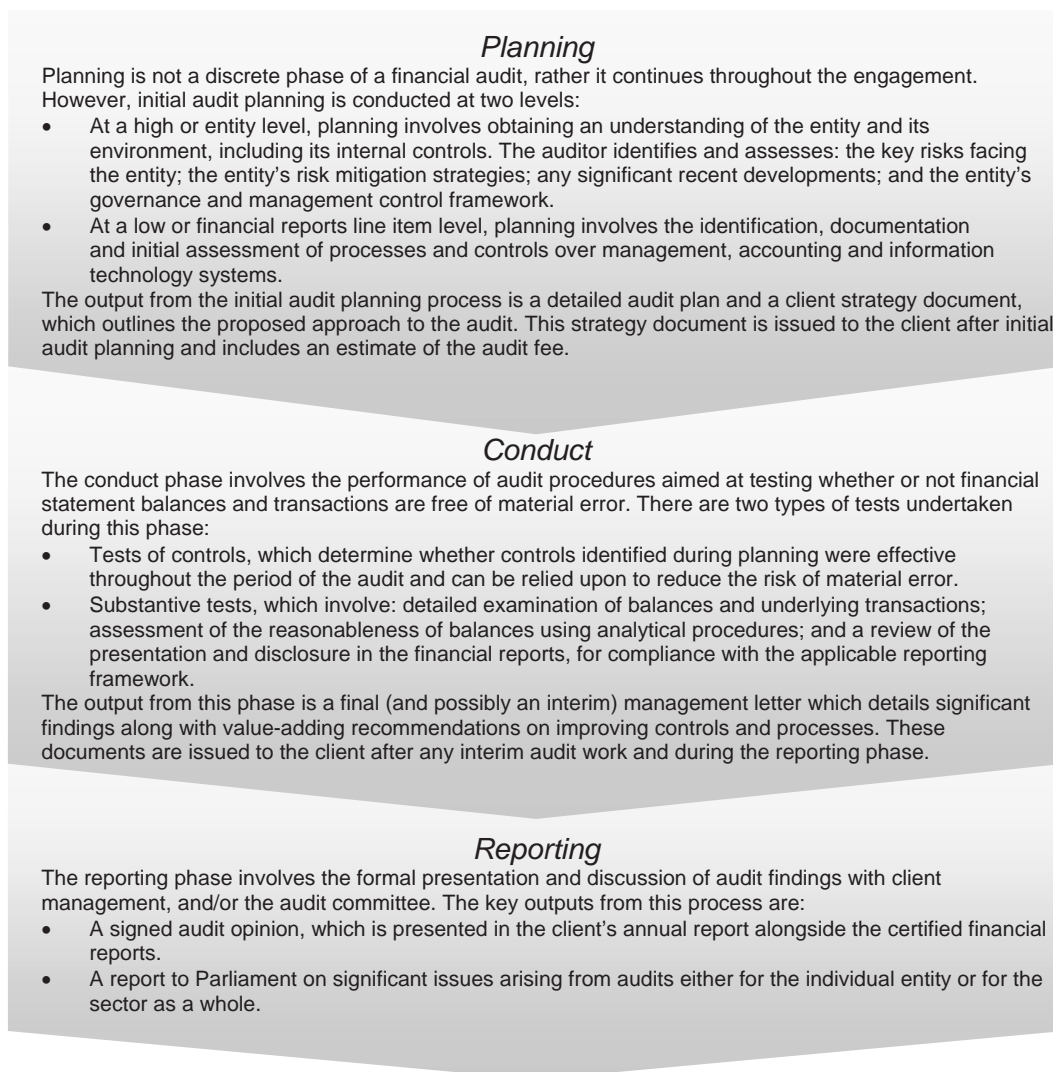 Planning
Planning is not a discrete phase of a financial audit, rather it continues throughout the engagement.
However, initial audit planning is conducted at two levels:
• At a high or entity level, planning involves obtaining an understanding of the entity and its
environment, including its internal controls. The auditor identifies and assesses: the key risks facing
the entity; the entity’s risk mitigation strategies; any significant recent developments; and the entity’s
governance and management control framework.
• At a low or financial reports line item level, planning involves the identification, documentation
and initial assessment of processes and controls over management, accounting and information
technology systems.
The output from the initial audit planning process is a detailed audit plan and a client strategy document,
which outlines the proposed approach to the audit. This strategy document is issued to the client after initial
audit planning and includes an estimate of the audit fee.
Conduct
The conduct phase involves the performance of audit procedures aimed at testing whether or not financial
statement balances and transactions are free of material error. There are two types of tests undertaken
during this phase:
• Tests of controls, which determine whether controls identified during planning were effective
throughout the period of the audit and can be relied upon to reduce the risk of material error.
• Substantive tests, which involve: detailed examination of balances and underlying transactions;
assessment of the reasonableness of balances using analytical procedures; and a review of the
presentation and disclosure in the financial reports, for compliance with the applicable reporting
framework.
The output from this phase is a final (and possibly an interim) management letter which details significant
findings along with value-adding recommendations on improving controls and processes. These
documents are issued to the client after any interim audit work and during the reporting phase.
Reporting
The reporting phase involves the formal presentation and discussion of audit findings with client
management, and/or the audit committee. The key outputs from this process are:
• A signed audit opinion, which is presented in the client’s annual report alongside the certified financial
reports.
• A report to Parliament on significant issues arising from audits either for the individual entity or for the
sector as a whole.